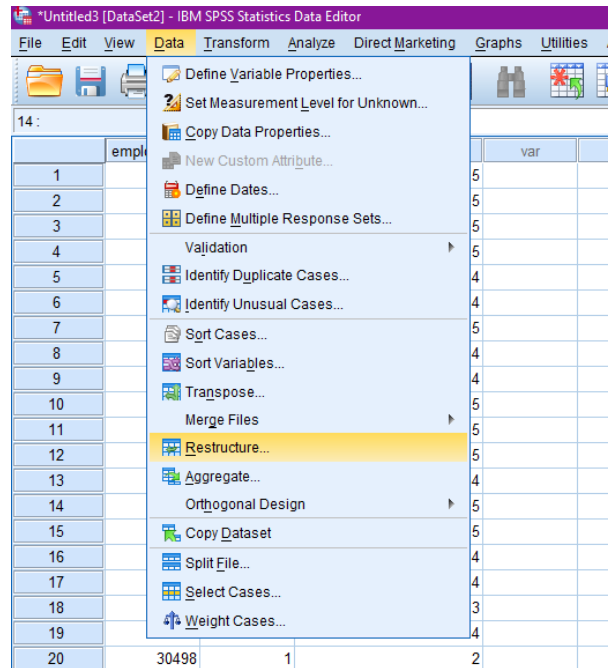 *Untitled3 [DataSet2] - IBM SPSS Statistics Data Editor
File Edit View Data Transform Analyze Direct Marketing Graphs Utilities
14 :
var
Define Variable Properties...
Set Measurement Level for Unknown...
Copy Data Properties...
New Custom Attribute...
Define Dates...
Define Multiple Response Sets...
Validation
Identify Duplicate Cases...
Identify Unusual Cases...
Sort Cases...
Sort Variables...
Transpose...
Merge Files
Restructure...
Aggregate...
Orthogonal Design
Copy Dataset
Split File...
Select Cases...
Weight Cases...
1 5
2 5
3 5
4 5
5 4
6 4
7 5
8 4
9 4
10 5
11 5
12 5
13 4
14 5
15 5
16 4
17 4
18 3
19 4
20 30498 1 2